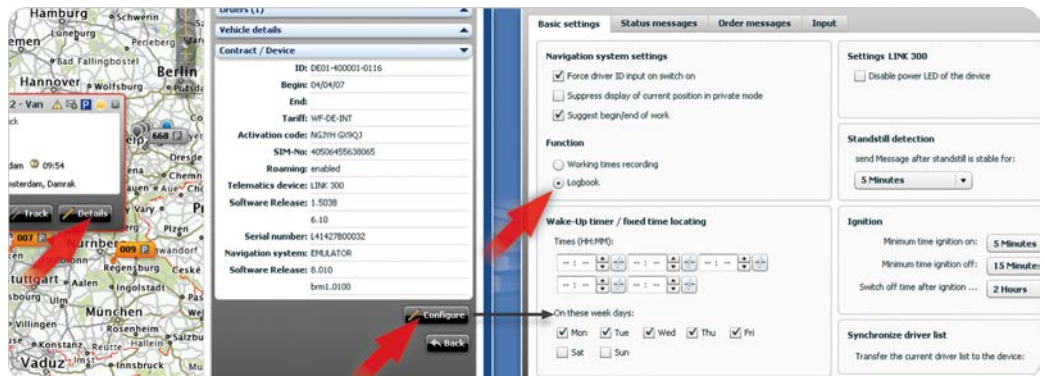 Hamburg
Schwerin
Lüneburg
Perleberg
Bad Fallingbostel
Berlin
Hannover
Wolfsburg
2 - Van
P
668 P
09:54
Damrak
Track
Details
007
Nürnber
009
Plzen
Regensburg
Aalen
Ingolstadt
Ulm
München
Villingen
Rosenheim
Konstanz
Reutte
Hallein
Vaduz
Imst
Innsbruck
Orders (1)
Vehicle details
Contract / Device
ID: DE01-400001-0116
Begin: 04/04/07
End:
Tariff: WF-DE-INT
Activation code: NGJYH GX9QJ
SIM-No: 40506455638065
Roaming: enabled
Telematics device: LINK 300
Software Release: 1.5038
6.10
Serial number: L41427800032
Navigation system: EMULATOR
Software Release: 8.010
brm1.0100
Configure
Back
Basic settings Status messages Order messages Input
Navigation system settings
Force driver ID input on switch on
Suppress display of current position in private mode
Suggest begin/end of work
Function
Working times recording
Logbook
Wake-Up timer / fixed time locating
Times (HH:MM):
-- : -- -- : -- -- : --
-- : -- -- : --
On these week days:
Mon Tue Wed Thu Fri
Sat Sun
Settings LINK 300
Disable power LED of the device
Standstill detection
send Message after standstill is stable for:
5 Minutes
Ignition
Minimum time ignition on: 5 Minutes
Minimum time ignition off: 15 Minutes
Switch off time after ignition ... 2 Hours
Synchronize driver list
Transfer the current driver list to the device: